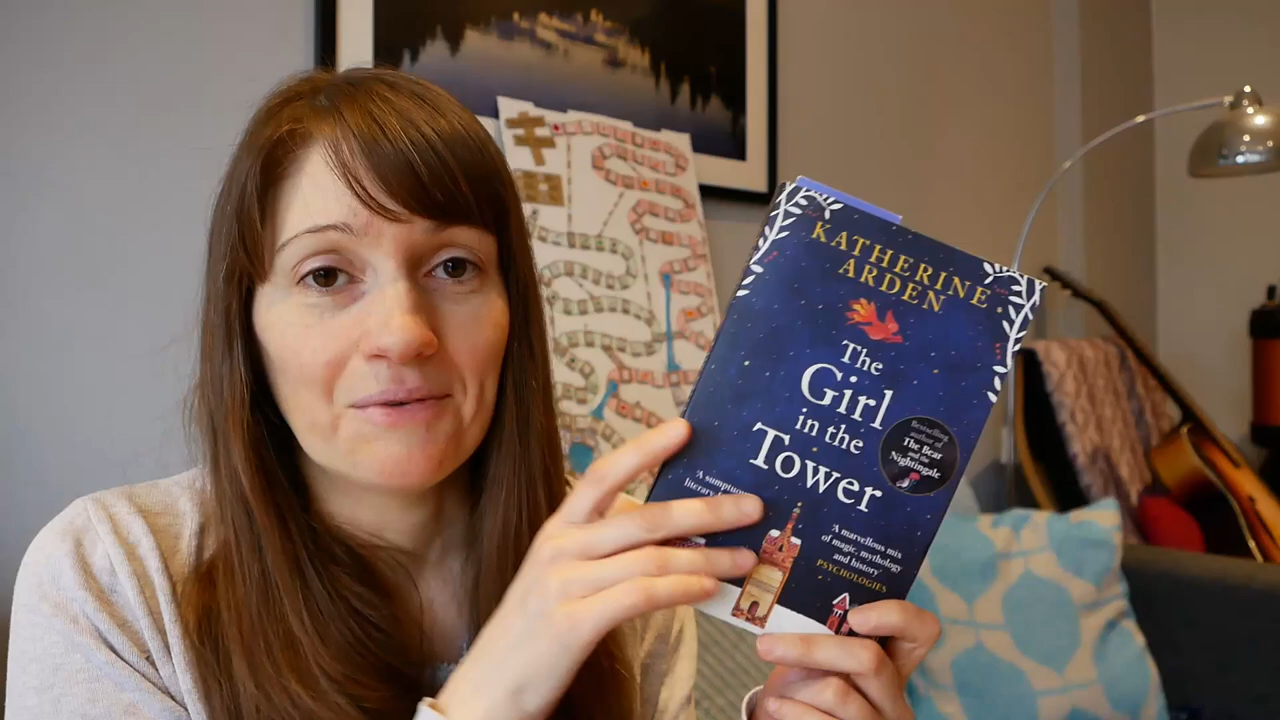 KATHERINE
ARDEN
The
Girl
in the
Tower
Bestselling
author of
The Bear
and the
Nightingale
'A sumptuous
literary
'A marvellous mix
of magic, mythology
and history'
PSYCHOLOGIES